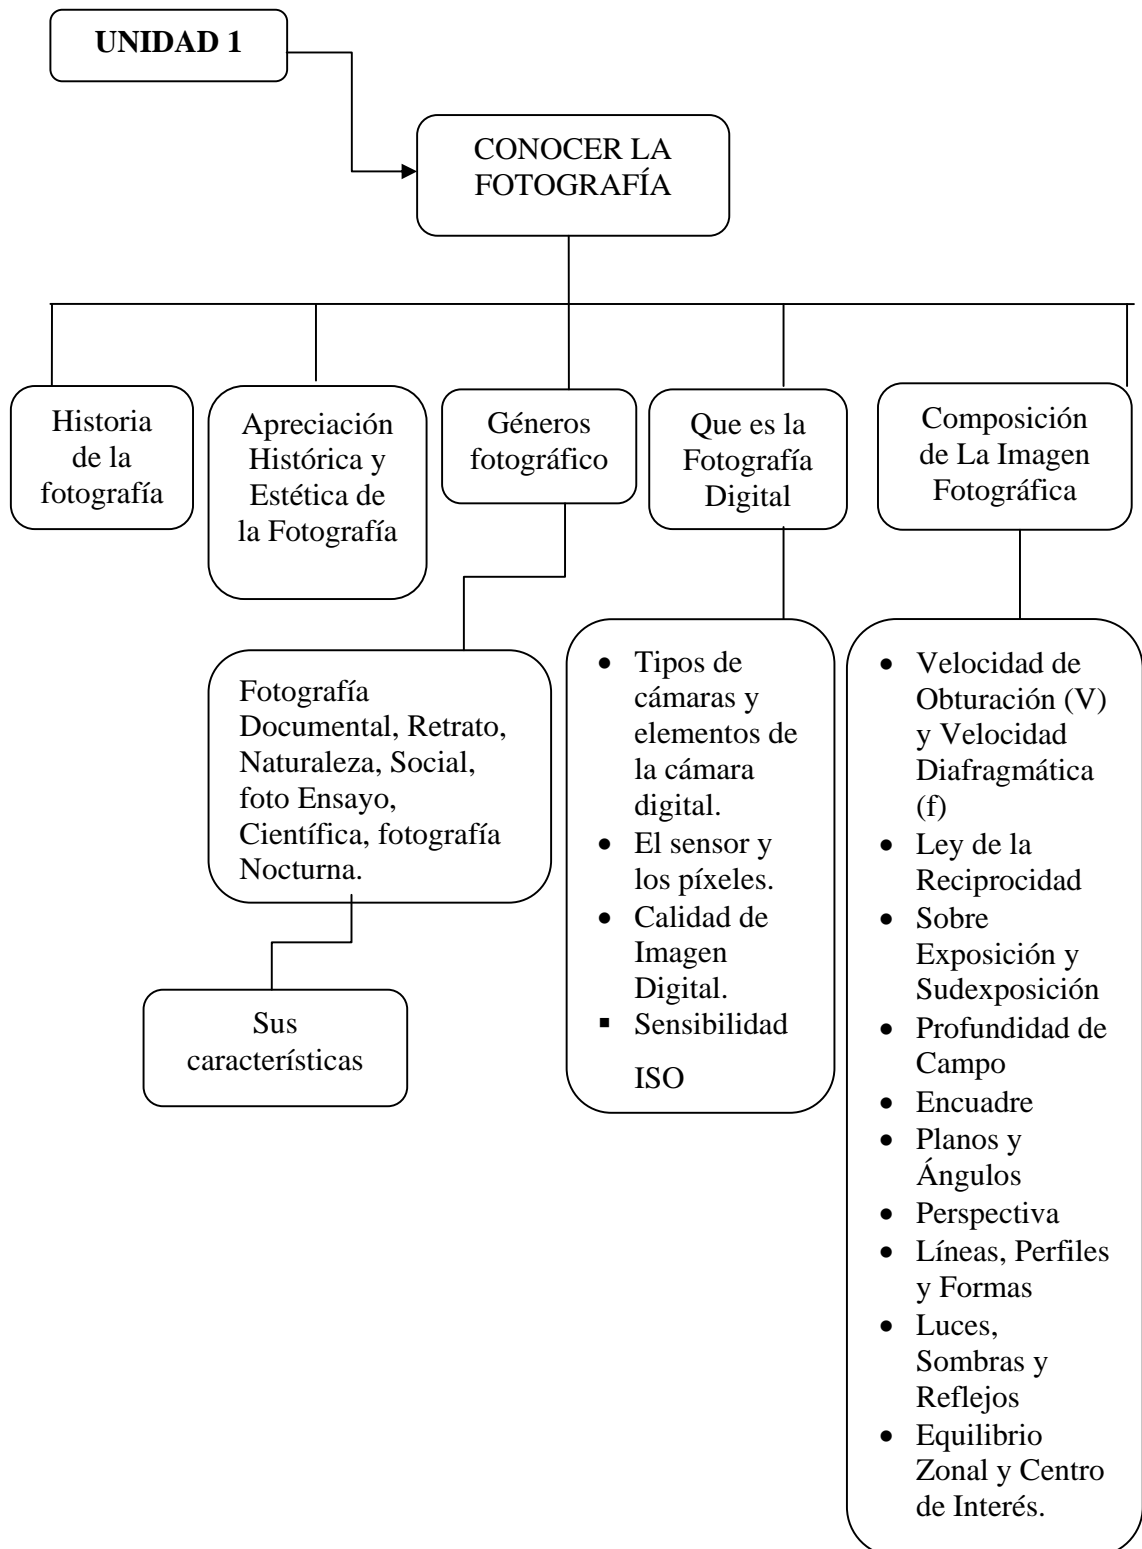 UNIDAD 1
CONOCER LA
FOTOGRAFÍA
Historia
de la
fotografía
Apreciación
Histórica y
Estética de
la Fotografía
Géneros
fotográfico
Que es la
Fotografía
Digital
Composición
de La Imagen
Fotográfica
Fotografía
Documental, Retrato,
Naturaleza, Social,
foto Ensayo,
Científica, fotografía
Nocturna.
Sus
características
• Tipos de
cámaras y
elementos de
la cámara
digital.
• El sensor y
los píxeles.
• Calidad de
Imagen
Digital.
▪ Sensibilidad
ISO
• Velocidad de
Obturación (V)
y Velocidad
Diafragmática
(f)
• Ley de la
Reciprocidad
• Sobre
Exposición y
Sudexposición
• Profundidad de
Campo
• Encuadre
• Planos y
Ángulos
• Perspectiva
• Líneas, Perfiles
y Formas
• Luces,
Sombras y
Reflejos
• Equilibrio
Zonal y Centro
de Interés.